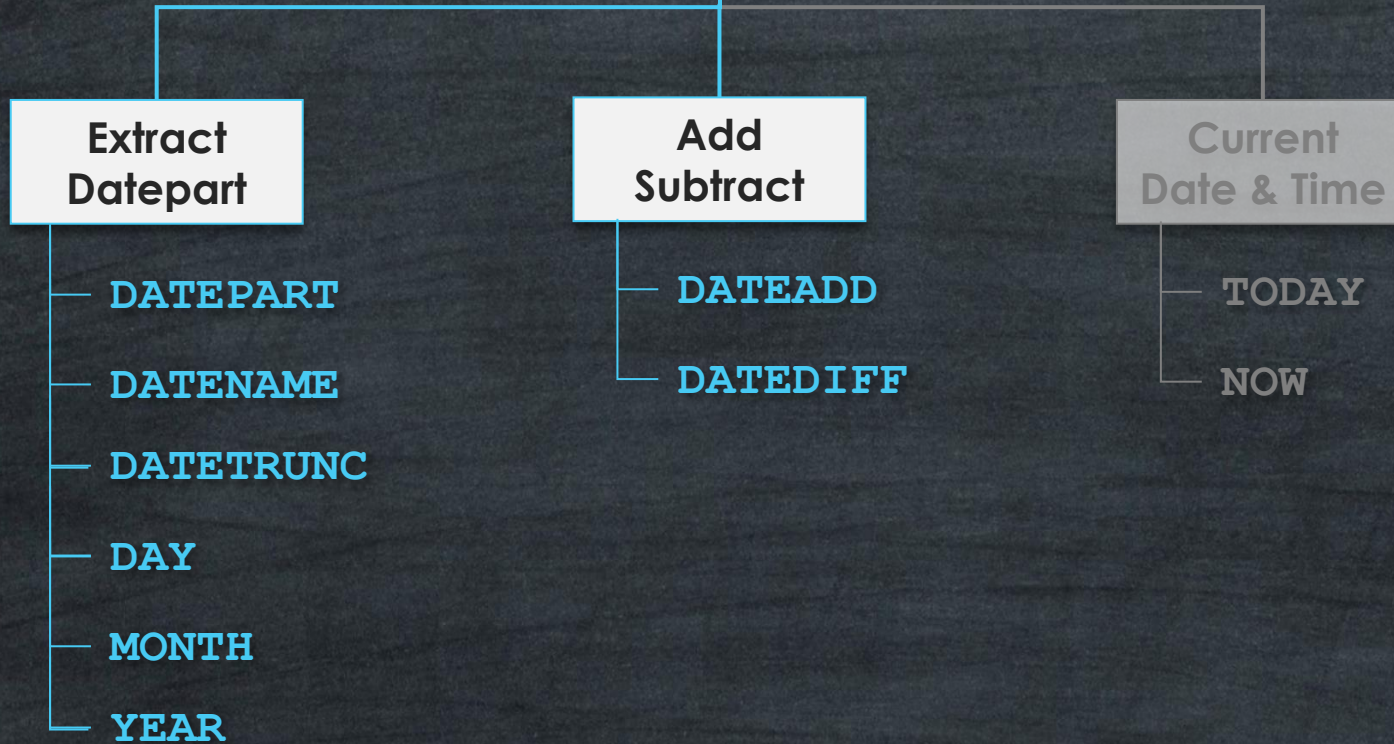 Extract
Datepart
DATEPART
DATENAME
DATETRUNC
DAY
MONTH
YEAR
Add
Subtract
DATEADD
DATEDIFF
Current
Date & Time
TODAY
NOW